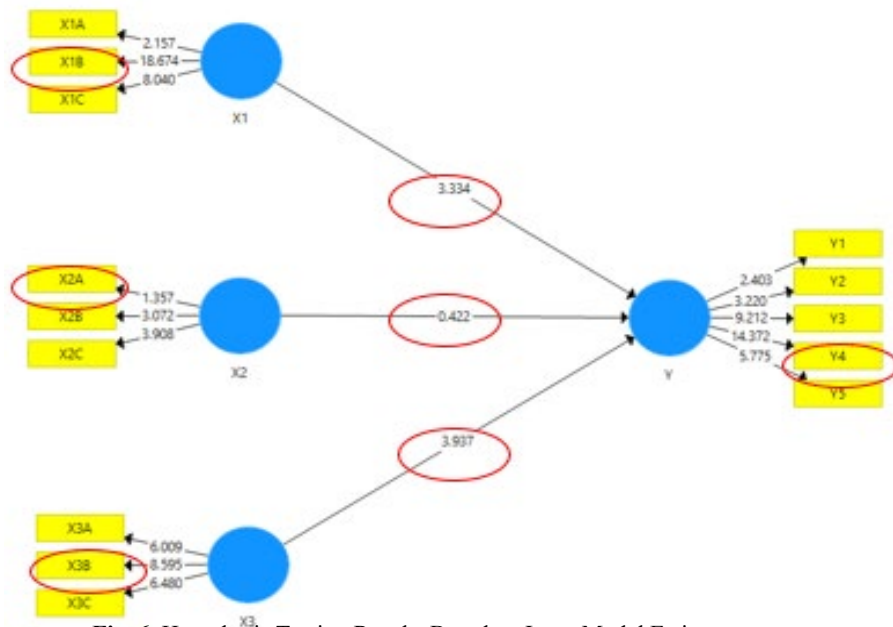 X1A
2.157
X1B
18.674
X1C
8.040
X1
3.334
X2A
1.357
X2B
3.072
X2C
3.908
X2
0.422
Y1
2.403
Y2
3.220
Y3
9.212
Y4
14.372
Y5
5.775
Y
3.937
X3A
6.009
X3B
8.595
X3C
6.480
X3
Fig.